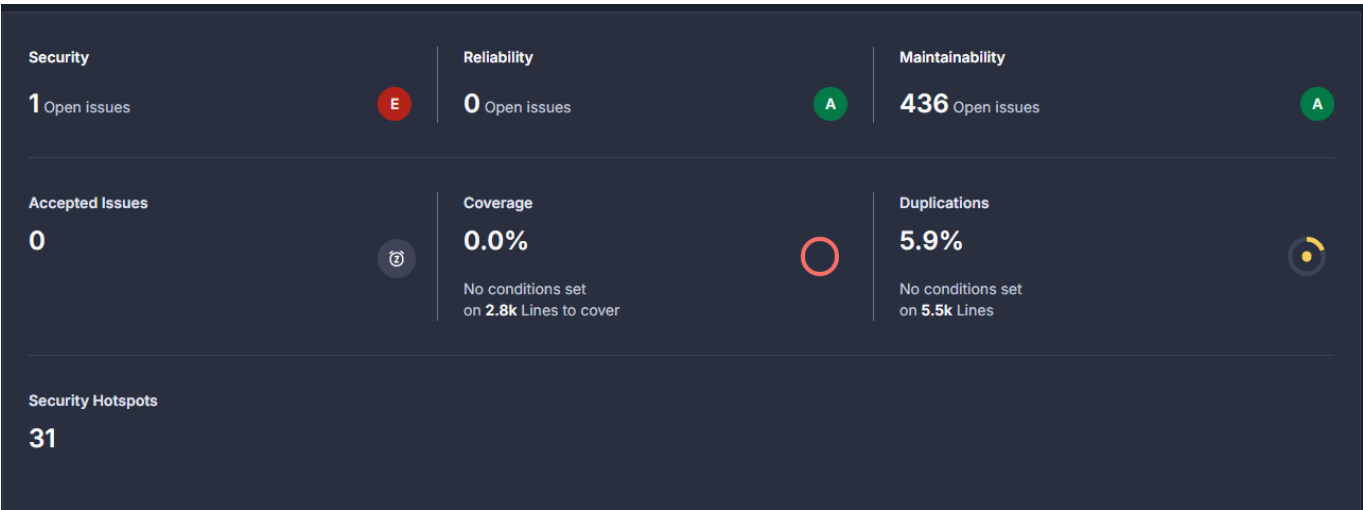 Security
1 Open issues
E
Reliability
0 Open issues
A
Maintainability
436 Open issues
A
Accepted Issues
0
Coverage
0.0%
No conditions set
on 2.8k Lines to cover
Duplications
5.9%
No conditions set
on 5.5k Lines
Security Hotspots
31